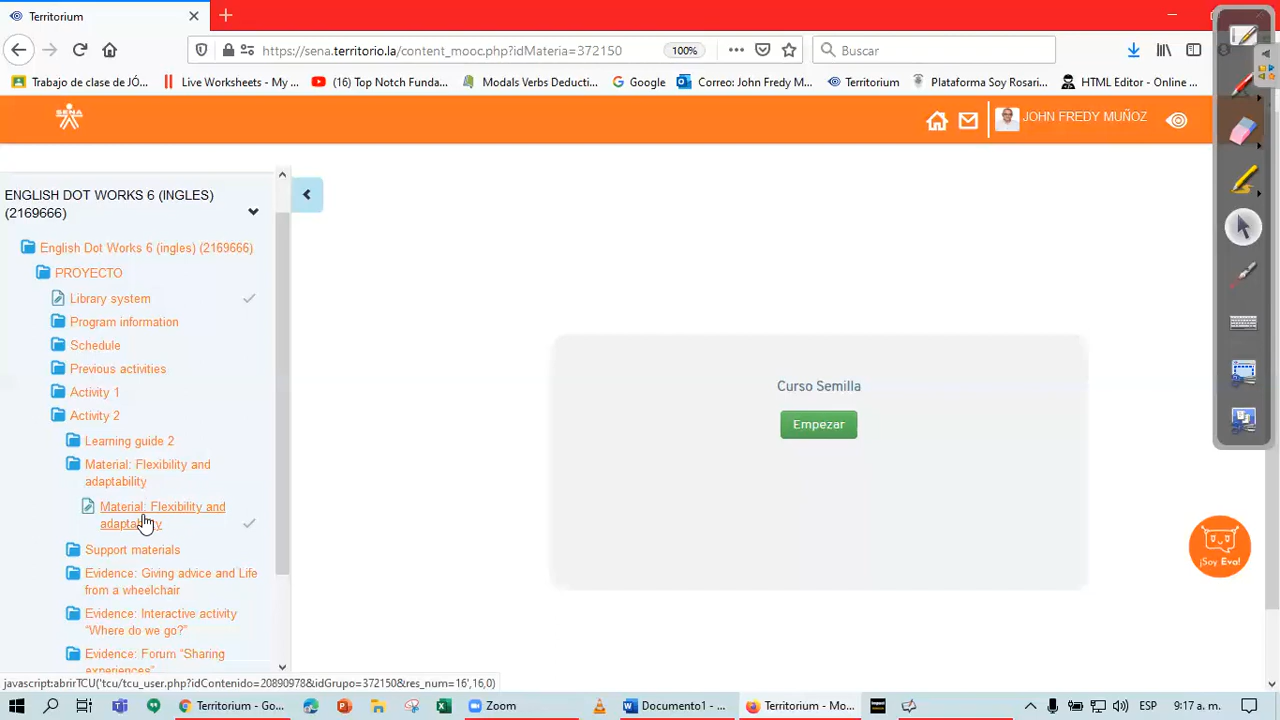 Territorium
https://sena.territorio.la/content_mooc.php?idMateria=372150
100%
Buscar
Trabajo de clase de JÓ...
Live Worksheets - My ...
(16) Top Notch Funda...
Modals Verbs Deducti...
Google
Correo: John Fredy M...
Territorium
Plataforma Soy Rosari...
HTML Editor - Online ...
SENA
JOHN FREDY MUÑOZ
ENGLISH DOT WORKS 6 (INGLES)
(2169666)
English Dot Works 6 (ingles) (2169666)
PROYECTO
Library system
Program information
Schedule
Previous activities
Activity 1
Activity 2
Learning guide 2
Material: Flexibility and
adaptability
Material: Flexibility and
adaptability
Support materials
Evidence: Giving advice and Life
from a wheelchair
Evidence: Interactive activity
“Where do we go?”
Evidence: Forum “Sharing
experiences”
Curso Semilla
Empezar
¡Soy Eva!
javascript:abrirTCU('tcu/tcu_user.php?idContenido=20890978&idGrupo=372150&res_num=16',16,0)
Territorium - Go...
Zoom
Documento1 - ...
Territorium - Mo...
ESP
9:17 a. m.